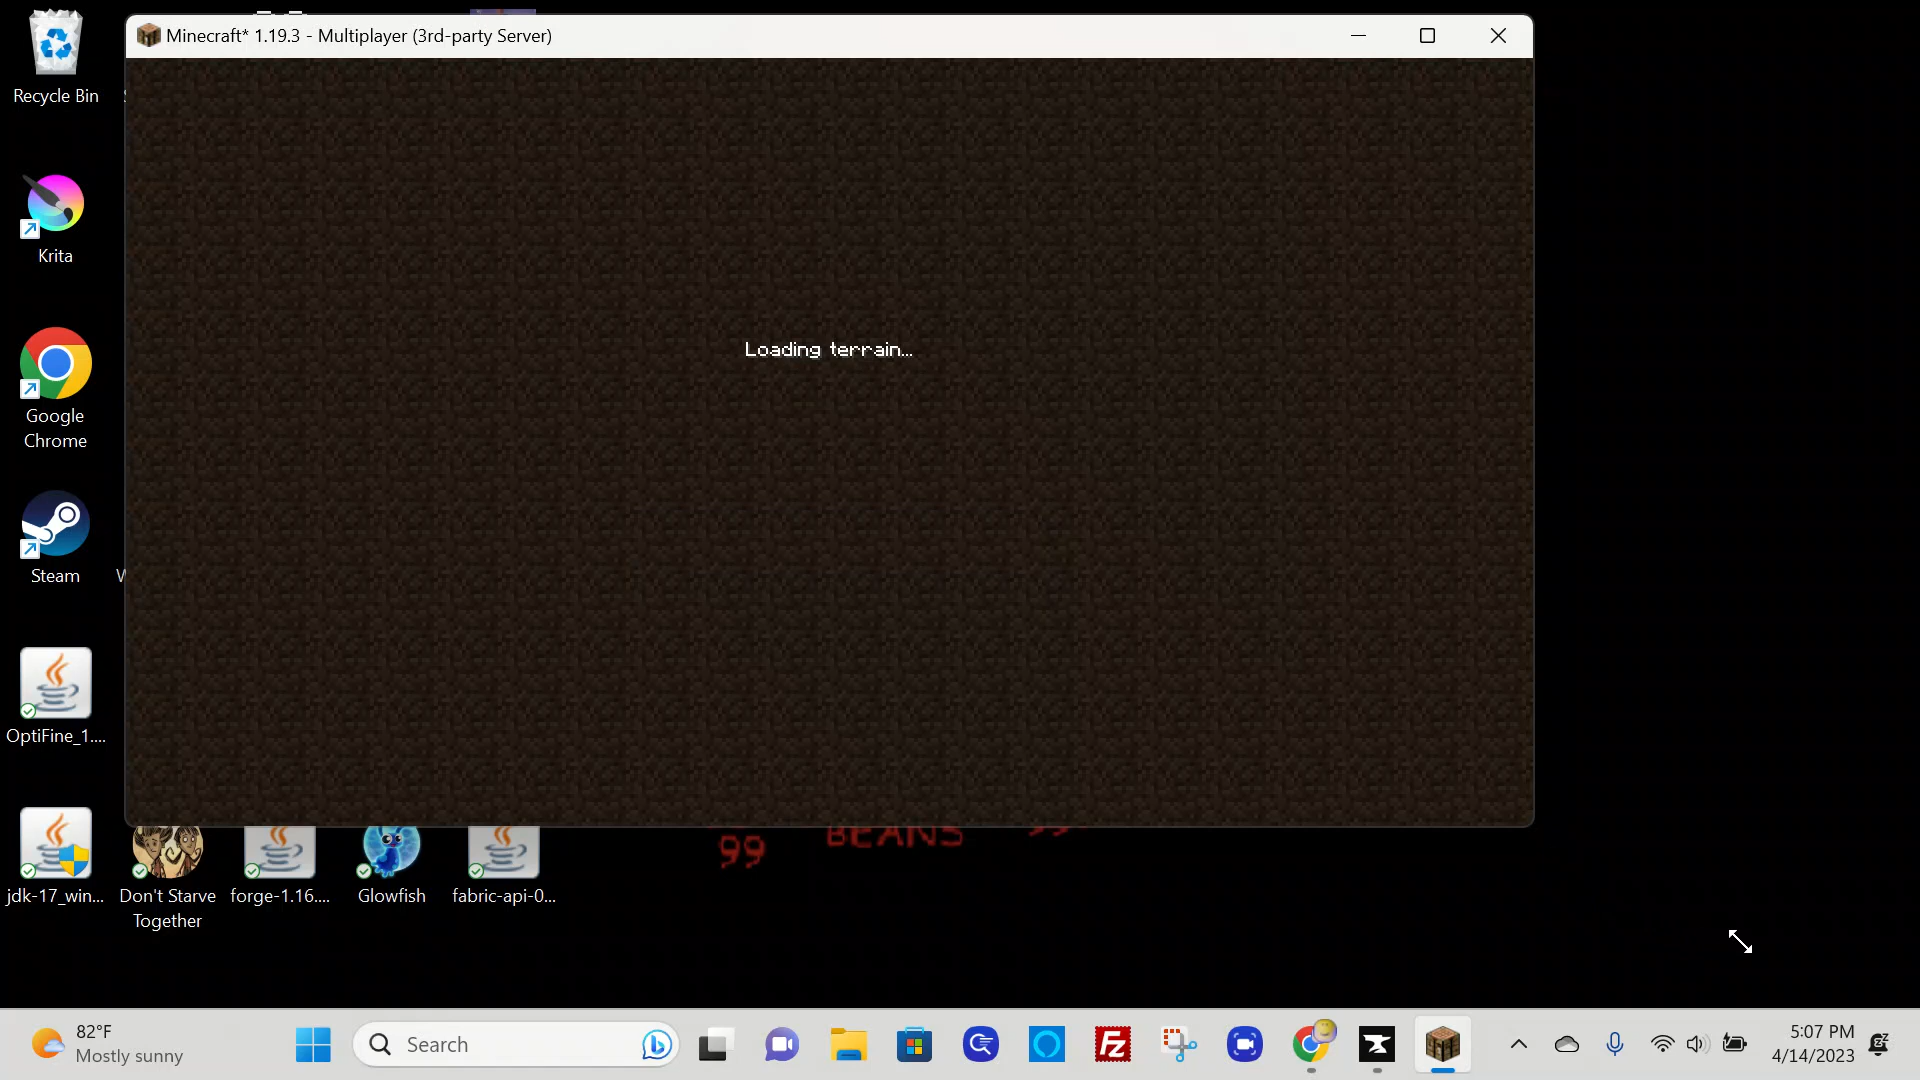 Minecraft* 1.19.3 - Multiplayer (3rd-party Server)
Recycle Bin
Krita
Loading terrain...
Google
Chrome
Steam
OptiFine_1....
99
BEANS
jdk-17_win...
Don't Starve
Together
forge-1.16....
Glowfish
fabric-api-0...
82°F
Mostly sunny
Search
5:07 PM
4/14/2023